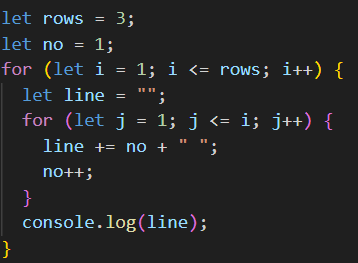 let rows = 3;
let no = 1;
for (let i = 1; i <= rows; i++) {
  let line = "";
  for (let j = 1; j <= i; j++) {
    line += no + " ";
    no++;
  }
  console.log(line);
}